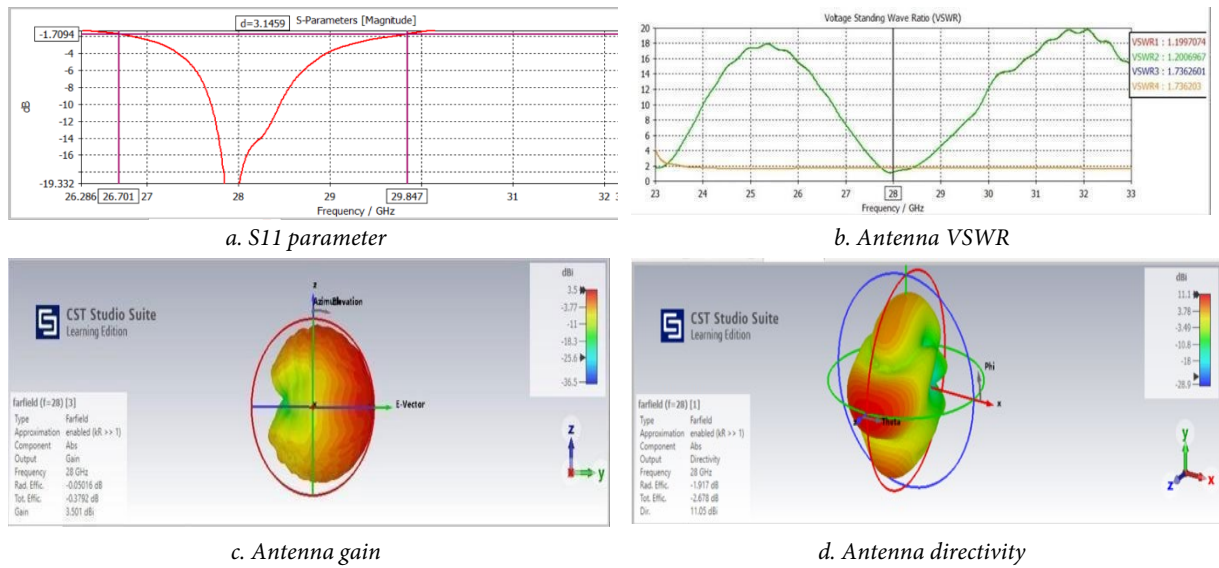 d=3.1459 S-Parameters [Magnitude]
-1.7094
-4
-6
-8
-10
-12
-14
-16
-19.332
dB
26.286 26.701 27 28 29 29.847 31 32
Frequency / GHz
a. S11 parameter
Voltage Standing Wave Ratio (VSWR)
20
18
16
14
12
10
8
6
4
2
0
23 24 25 26 27 28 29 30 31 32 33
Frequency / GHz
VSWR1 : 1.1997074
VSWR2 : 1.2006967
VSWR3 : 1.7362601
VSWR4 : 1.736203
b. Antenna VSWR
CST Studio Suite
Learning Edition
z
Elevation
E-Vector
x
dBi
3.5
-3.77
-11
-18.3
-25.6
-36.5
farfield (f=28) [3]
Type Farfield
Approximation enabled (kR >> 1)
Component Abs
Output Gain
Frequency 28 GHz
Rad. Effic. -0.05016 dB
Tot. Effic. -0.3792 dB
Gain 3.501 dBi
z
y
c. Antenna gain
CST Studio Suite
Learning Edition
Phi
Theta
x
dBi
11.1
3.76
-3.49
-10.8
-18
-28.9
farfield (f=28) [1]
Type Farfield
Approximation enabled (kR >> 1)
Component Abs
Output Directivity
Frequency 28 GHz
Rad. Effic. -1.917 dB
Tot. Effic. -2.678 dB
Dir. 11.05 dBi
y
z
x
d. Antenna directivity